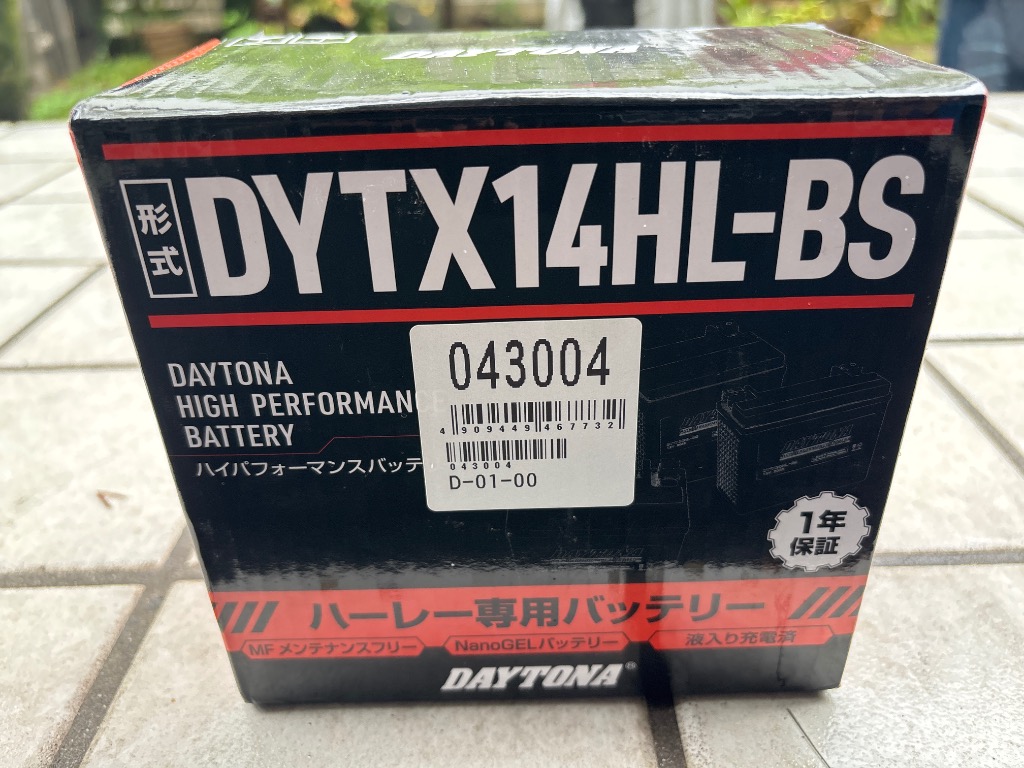 DAYTONA
形式
DYTX14HL-BS
DAYTONA
HIGH PERFORMANCE
BATTERY
ハイパフォーマンスバッテ
043004
4 909449 467732
043004
D-01-00
DAYTONA
DAYTONA
1年
保証
ハーレー専用バッテリー
MF メンテナンスフリー
NanoGELバッテリー
液入り充電済
DAYTONA®